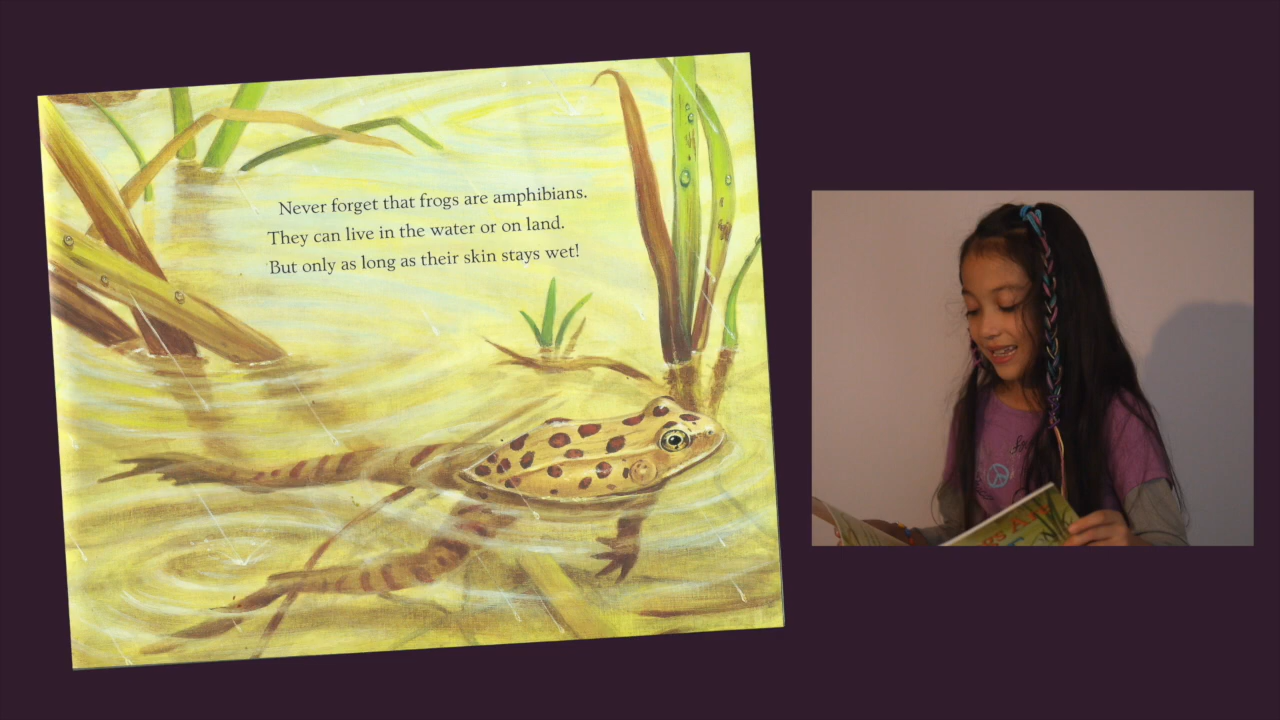 Never forget that frogs are amphibians.
They can live in the water or on land.
But only as long as their skin stays wet!